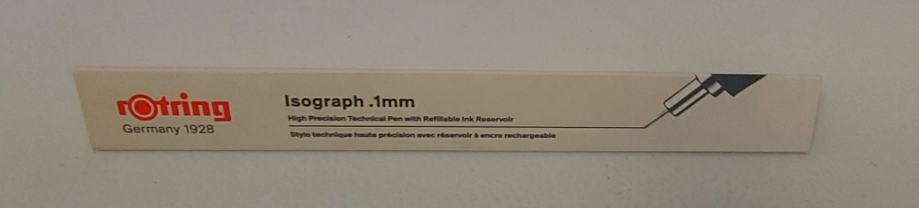 rotring
Germany 1928
Isograph .1mm
High Precision Technical Pen with Refillable Ink Reservoir
Stylo technique haute précision avec réservoir à encre rechargeable